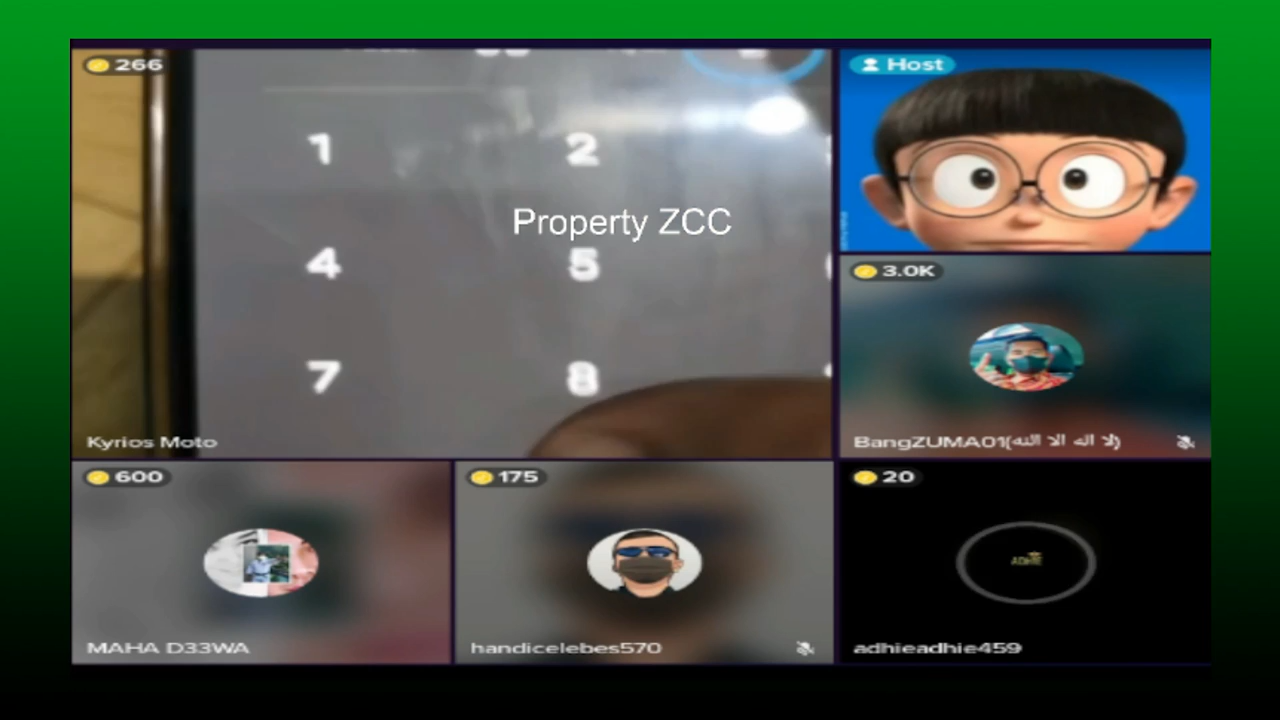 266
Host
1 2
Property ZCC
4 5
3.0K
7 8
Kyrios Moto
BangZUMA01(لا اله الا الله)
600
175
20
ADHIE
MAHA D33WA
handicelebes570
adhieadhie459